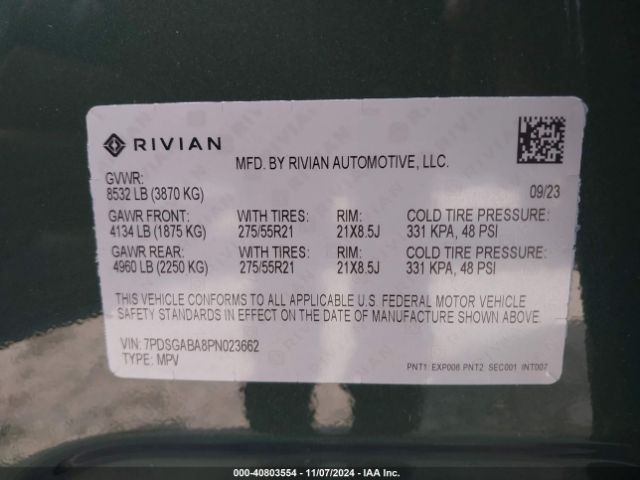 RIVIAN
MFD. BY RIVIAN AUTOMOTIVE, LLC.
GVWR:
8532 LB (3870 KG) 09/23
GAWR FRONT: WITH TIRES: RIM: COLD TIRE PRESSURE:
4134 LB (1875 KG) 275/55R21 21X8.5J 331 KPA, 48 PSI
GAWR REAR: WITH TIRES: RIM: COLD TIRE PRESSURE:
4960 LB (2250 KG) 275/55R21 21X8.5J 331 KPA, 48 PSI
THIS VEHICLE CONFORMS TO ALL APPLICABLE U.S. FEDERAL MOTOR VEHICLE
SAFETY STANDARDS IN EFFECT ON THE DATE OF MANUFACTURE SHOWN ABOVE.
VIN: 7PDSGABA8PN023662
TYPE: MPV
PNT1: EXP006 PNT2: SEC001 INT007
000-40803554 - 11/07/2024 - IAA Inc.